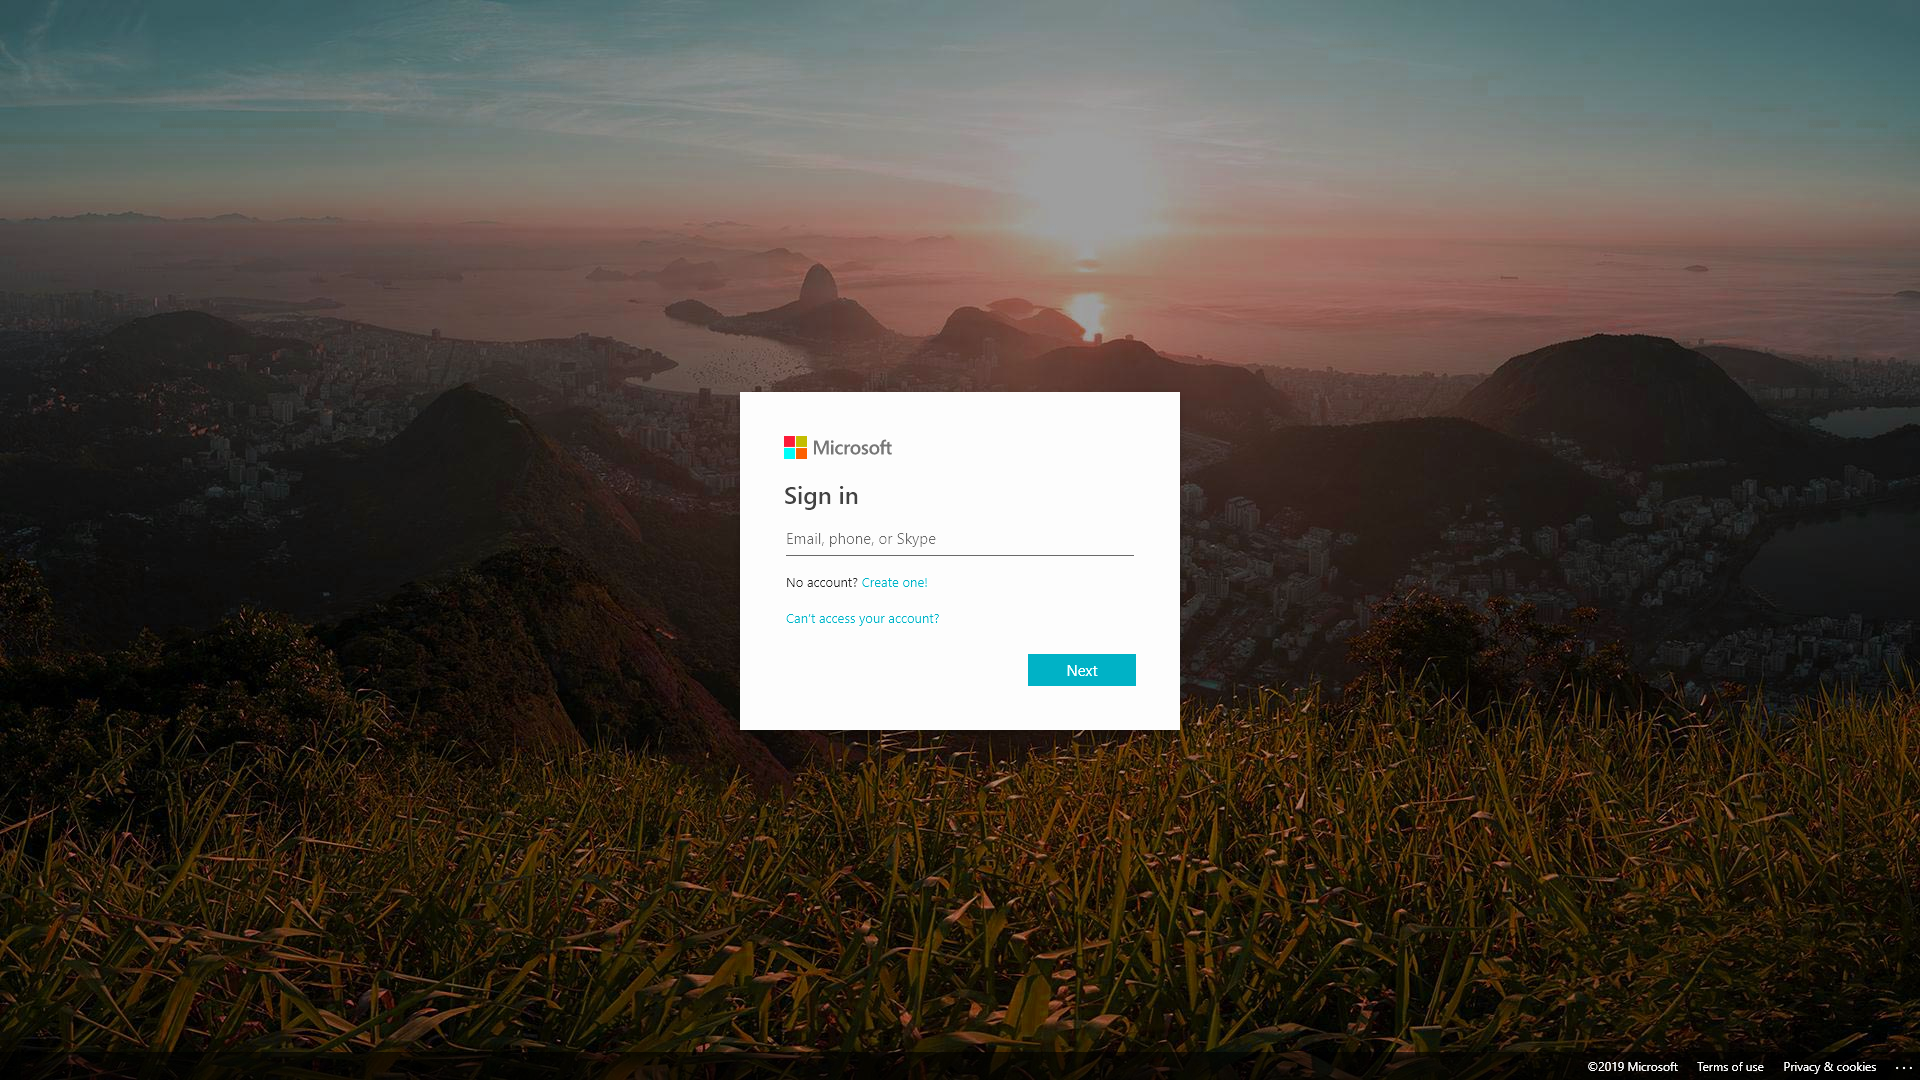 Microsoft
Sign in
Email, phone, or Skype
No account? Create one!
Can't access your account?
Next
©2019 Microsoft Terms of use Privacy & cookies ...